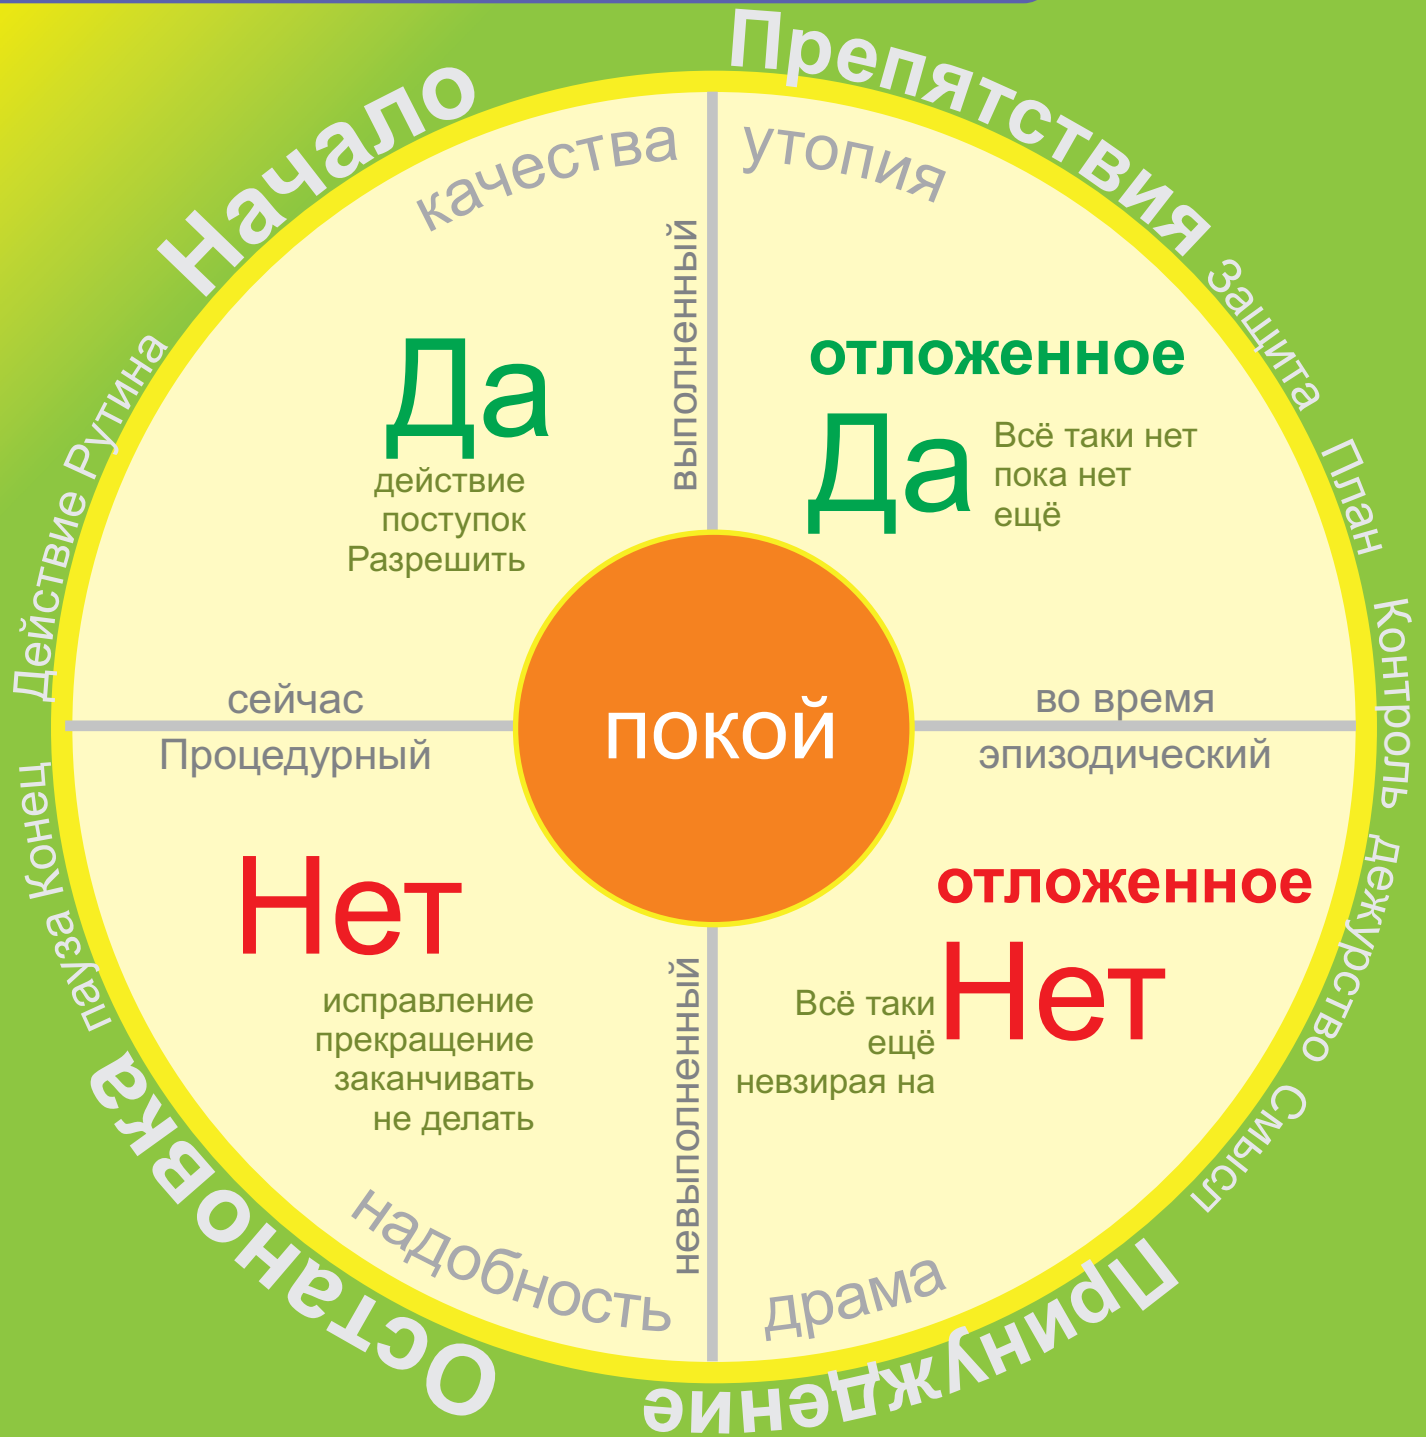 Начало
Препятствия
качества
утопия
выполненный
Да
действие
поступок
Разрешить
отложенное
Да
Всё таки нет
пока нет
ещё
Действие Рутина
Защита План Контроль дежурство Смысл
сейчас
Процедурный
покой
во время
эпизодический
пауза Конец
Нет
исправление
прекращение
заканчивать
не делать
невыполненный
отложенное
Нет
Всё таки
ещё
невзирая на
надобность
драма
Остановка
Принуждение